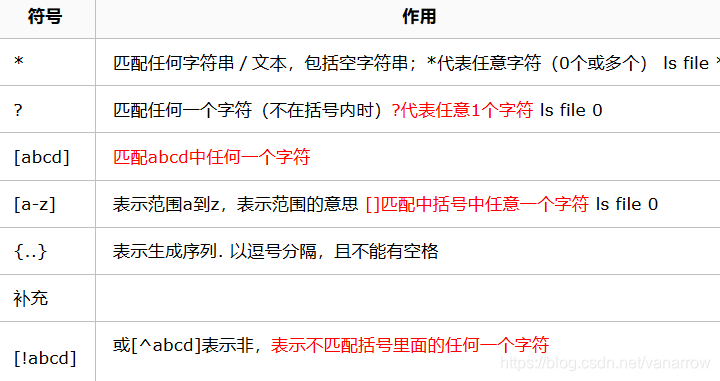 符号 作用
* 匹配任何字符串 / 文本，包括空字符串；*代表任意字符（0个或多个） ls file *
? 匹配任何一个字符（不在括号内时）?代表任意1个字符 ls file 0
[abcd] 匹配abcd中任何一个字符
[a-z] 表示范围a到z，表示范围的意思 []匹配中括号中任意一个字符 ls file 0
{..} 表示生成序列. 以逗号分隔，且不能有空格
补充
[!abcd] 或[^abcd]表示非，表示不匹配括号里面的任何一个字符
https://blog.csdn.net/vanarrow